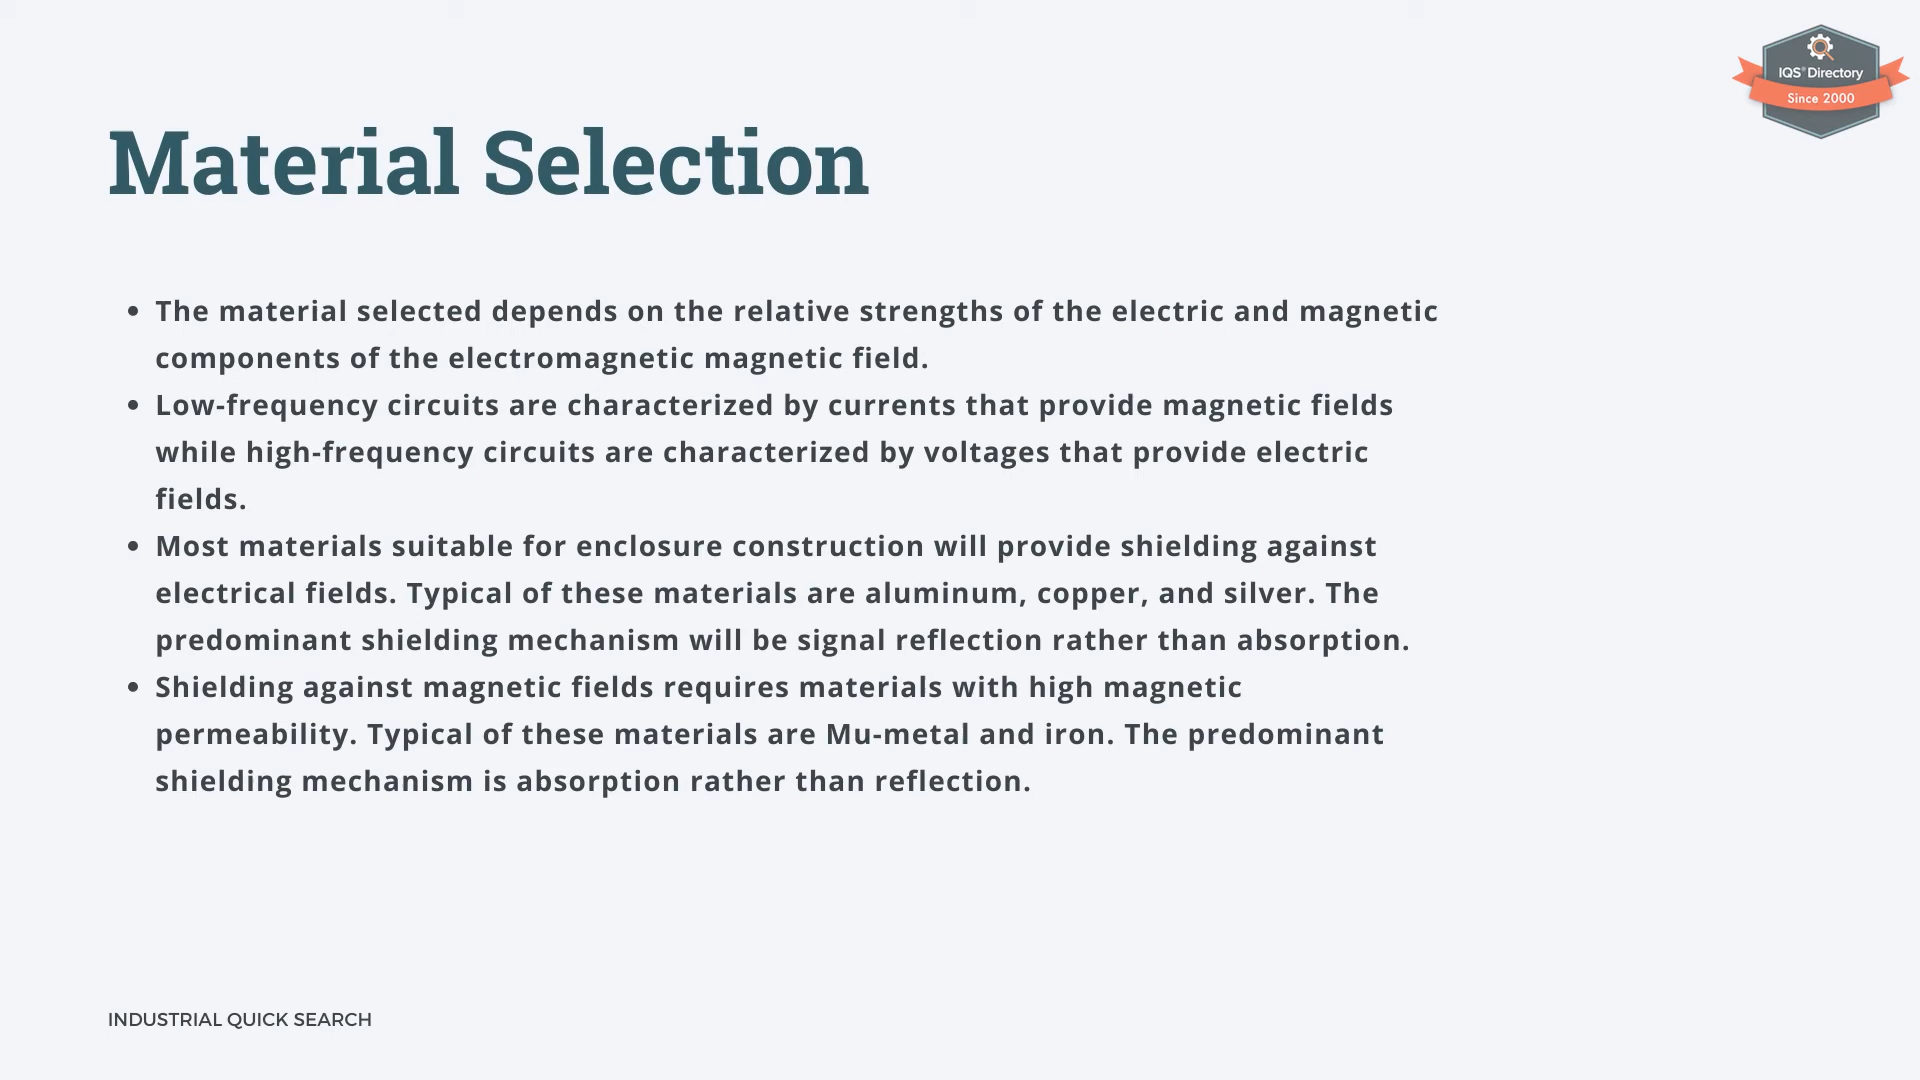 IQS® Directory
Since 2000
Material Selection
• The material selected depends on the relative strengths of the electric and magnetic
components of the electromagnetic magnetic field.
• Low-frequency circuits are characterized by currents that provide magnetic fields
while high-frequency circuits are characterized by voltages that provide electric
fields.
• Most materials suitable for enclosure construction will provide shielding against
electrical fields. Typical of these materials are aluminum, copper, and silver. The
predominant shielding mechanism will be signal reflection rather than absorption.
• Shielding against magnetic fields requires materials with high magnetic
permeability. Typical of these materials are Mu-metal and iron. The predominant
shielding mechanism is absorption rather than reflection.
INDUSTRIAL QUICK SEARCH